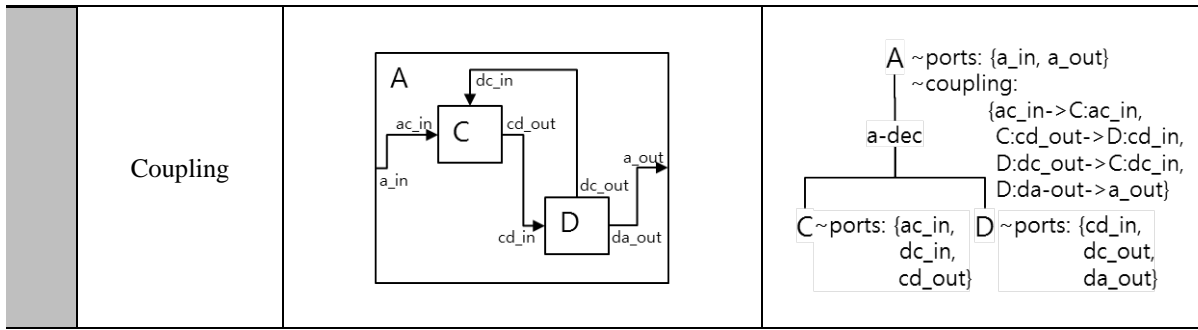 Coupling
A
dc_in
ac_in
C
cd_out
a_in
a_out
dc_out
D
cd_in
da_out
A ~ports: {a_in, a_out}
~coupling:
{ac_in->C:ac_in,
a-dec
C:cd_out->D:cd_in,
D:dc_out->C:dc_in,
D:da-out->a_out}
C ~ports: {ac_in,
dc_in,
cd_out}
D ~ports: {cd_in,
dc_out,
da_out}